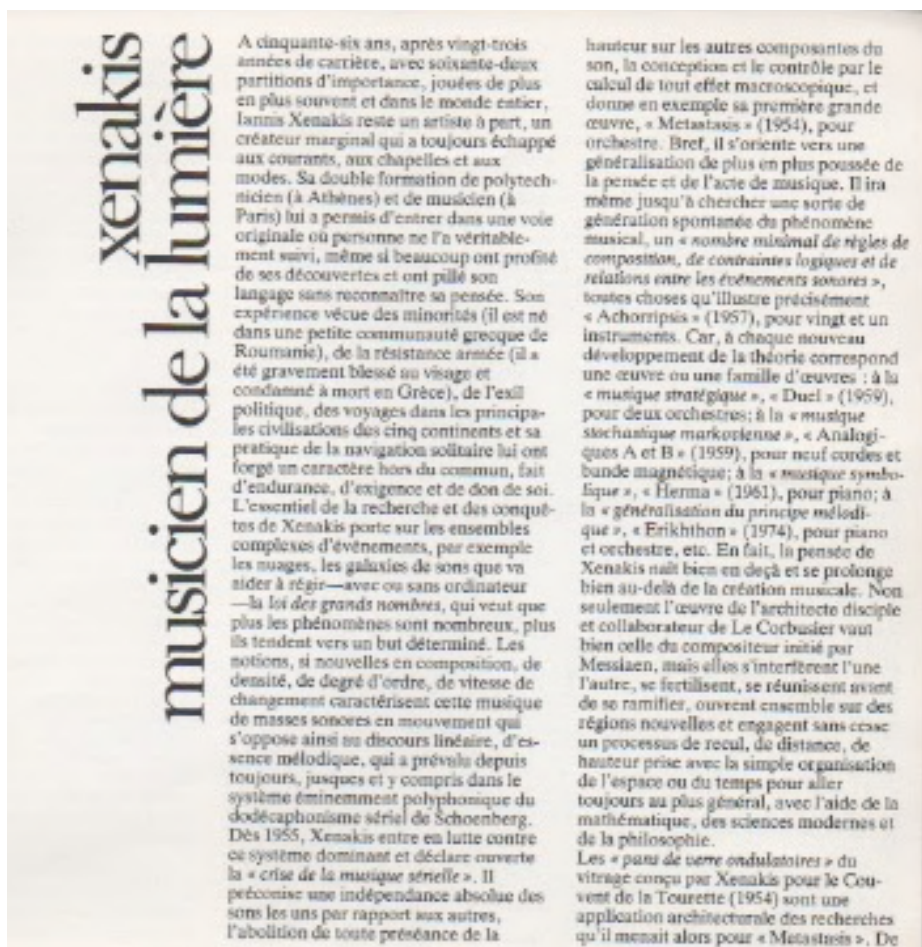 xenakis
musicien de la lumière
A cinquante-six ans, après vingt-trois
années de carrière, avec soixante-deux
partitions d'importance, jouées de plus
en plus souvent et dans le monde entier,
Iannis Xenakis reste un artiste à part, un
créateur marginal qui a toujours échappé
aux courants, aux chapelles et aux
modes. Sa double formation de polytech-
nicien (à Athènes) et de musicien (à
Paris) lui a permis d'entrer dans une voie
originale où personne ne l'a véritable-
ment suivi, même si beaucoup ont profité
de ses découvertes et ont pillé son
langage sans reconnaître sa pensée. Son
expérience vécue des minorités (il est né
dans une petite communauté grecque de
Roumanie), de la résistance armée (il a
été gravement blessé au visage et
condamné à mort en Grèce), de l'exil
politique, des voyages dans les principa-
les civilisations des cinq continents et sa
pratique de la navigation solitaire lui ont
forgé un caractère hors du commun, fait
d'endurance, d'exigence et de don de soi.
L'essentiel de la recherche et des conquê-
tes de Xenakis porte sur les ensembles
complexes d'événements, par exemple
les nuages, les galaxies de sons que va
aider à régir—avec ou sans ordinateur
—la loi des grands nombres, qui veut que
plus les phénomènes sont nombreux, plus
ils tendent vers un but déterminé. Les
notions, si nouvelles en composition, de
densité, de degré d'ordre, de vitesse de
changement caractérisent cette musique
de masses sonores en mouvement qui
s'oppose ainsi au discours linéaire, d'es-
sence mélodique, qui a prévalu depuis
toujours, jusques et y compris dans le
système éminemment polyphonique du
dodécaphonisme sériel de Schoenberg.
Dès 1955, Xenakis entre en lutte contre
ce système dominant et déclare ouverte
la « crise de la musique sérielle ». Il
préconise une indépendance absolue des
sons les uns par rapport aux autres,
l'abolition de toute préséance de la
hauteur sur les autres composantes du
son, la conception et le contrôle par le
calcul de tout effet macroscopique, et
donne en exemple sa première grande
œuvre, « Metastasis » (1954), pour
orchestre. Bref, il s'oriente vers une
généralisation de plus en plus poussée de
la pensée et de l'acte de musique. Il ira
même jusqu'à chercher une sorte de
génération spontanée du phénomène
musical, un « nombre minimal de règles de
composition, de contraintes logiques et de
relations entre les événements sonores »,
toutes choses qu'illustre précisément
« Achorripsis » (1957), pour vingt et un
instruments. Car, à chaque nouveau
développement de la théorie correspond
une œuvre ou une famille d'œuvres : à la
« musique stratégique », « Duel » (1959),
pour deux orchestres; à la « musique
stochastique markovienne », « Analogi-
ques A et B » (1959), pour neuf cordes et
bande magnétique; à la « musique symbo-
lique », « Herma » (1961), pour piano; à
la « généralisation du principe mélodi-
que », « Erikhthon » (1974), pour piano
et orchestre, etc. En fait, la pensée de
Xenakis naît bien en deçà et se prolonge
bien au-delà de la création musicale. Non
seulement l'œuvre de l'architecte disciple
et collaborateur de Le Corbusier vaut
bien celle du compositeur initié par
Messiaen, mais elles s'interfèrent l'une
l'autre, se fertilisent, se réunissent avant
de se ramifier, ouvrent ensemble sur des
régions nouvelles et engagent sans cesse
un processus de recul, de distance, de
hauteur prise avec la simple organisation
de l'espace ou du temps pour aller
toujours au plus général, avec l'aide de la
mathématique, des sciences modernes et
de la philosophie.
Les « pans de verre ondulatoires » du
vitrage conçu par Xenakis pour le Cou-
vent de la Tourette (1954) sont une
application architecturale des recherches
qu'il menait alors pour « Metastasis ». De